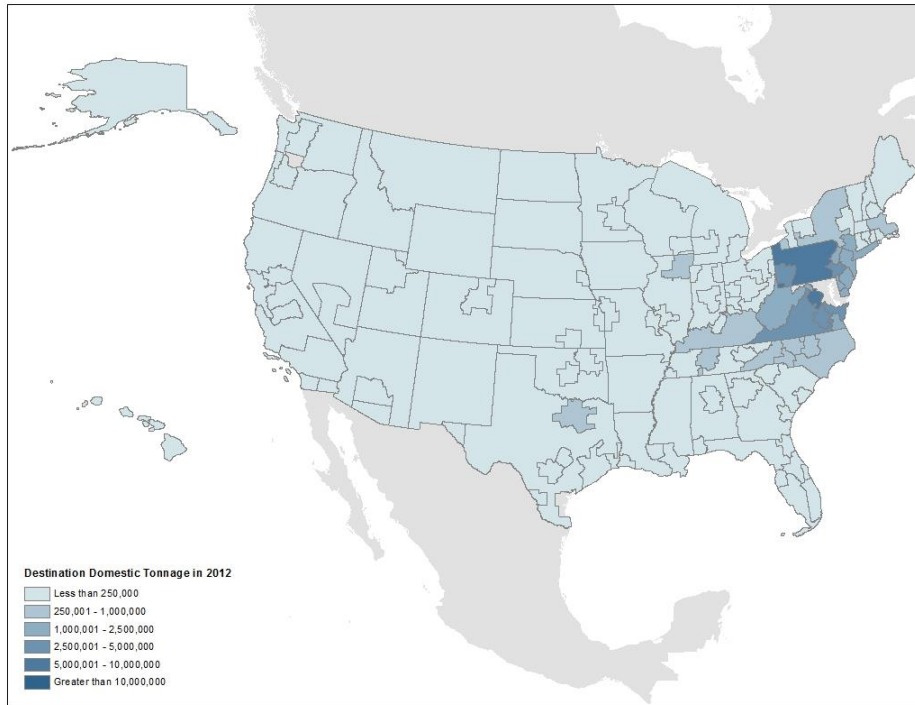 Destination Domestic Tonnage in 2012
Less than 250,000
250,001 - 1,000,000
1,000,001 - 2,500,000
2,500,001 - 5,000,000
5,000,001 - 10,000,000
Greater than 10,000,000